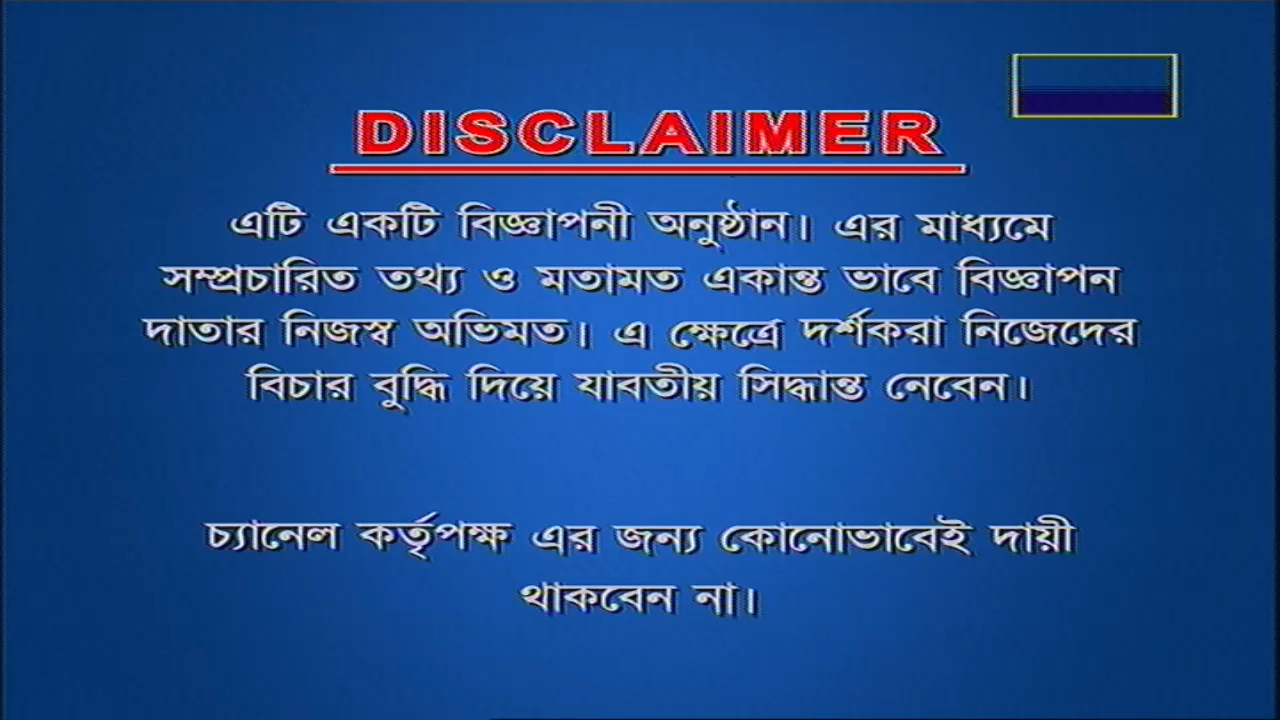 DISCLAIMER
এটি একটি বিজ্ঞাপনী অনুষ্ঠান। এর মাধ্যমে
সম্প্রচারিত তথ্য ও মতামত একান্ত ভাবে বিজ্ঞাপন
দাতার নিজস্ব অভিমত। এ ক্ষেত্রে দর্শকরা নিজেদের
বিচার বুদ্ধি দিয়ে যাবতীয় সিদ্ধান্ত নেবেন।
চ্যানেল কর্তৃপক্ষ এর জন্য কোনোভাবেই দায়ী
থাকবেন না।